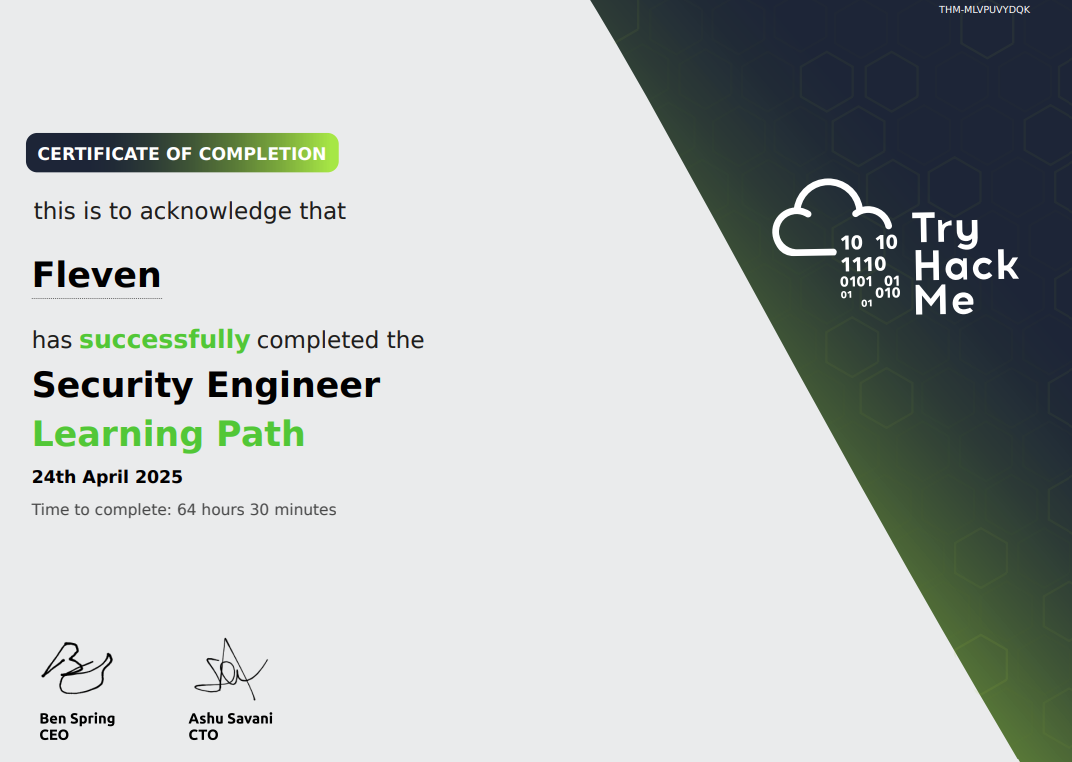 THM-MLVPUVYDQK
CERTIFICATE OF COMPLETION
this is to acknowledge that
Fleven
has successfully completed the
Security Engineer
Learning Path
24th April 2025
Time to complete: 64 hours 30 minutes
10 10
1110
0101 01
01 010
01
Try
Hack
Me
Ben Spring
CEO
Ashu Savani
CTO